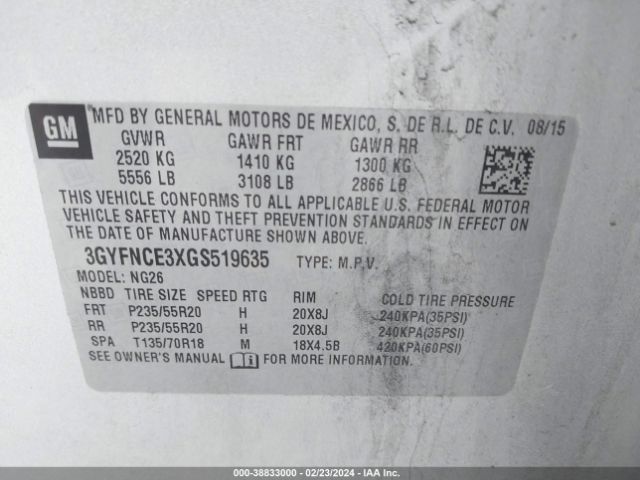 GM
MFD BY GENERAL MOTORS DE MEXICO, S. DE R.L. DE C.V. 08/15
GVWR GAWR FRT GAWR RR
2520 KG 1410 KG 1300 KG
5556 LB 3108 LB 2866 LB
THIS VEHICLE CONFORMS TO ALL APPLICABLE U.S. FEDERAL MOTOR
VEHICLE SAFETY AND THEFT PREVENTION STANDARDS IN EFFECT ON
THE DATE OF MANUFACTURE SHOWN ABOVE.
3GYFNCE3XGS519635 TYPE: M.P.V.
MODEL: NG26
NBBD TIRE SIZE SPEED RTG RIM COLD TIRE PRESSURE
FRT P235/55R20 H 20X8J 240KPA(35PSI)
RR P235/55R20 H 20X8J 240KPA(35PSI)
SPA T135/70R18 M 18X4.5B 420KPA(60PSI)
SEE OWNER'S MANUAL FOR MORE INFORMATION.
000-38833000 - 02/23/2024 - IAA Inc.